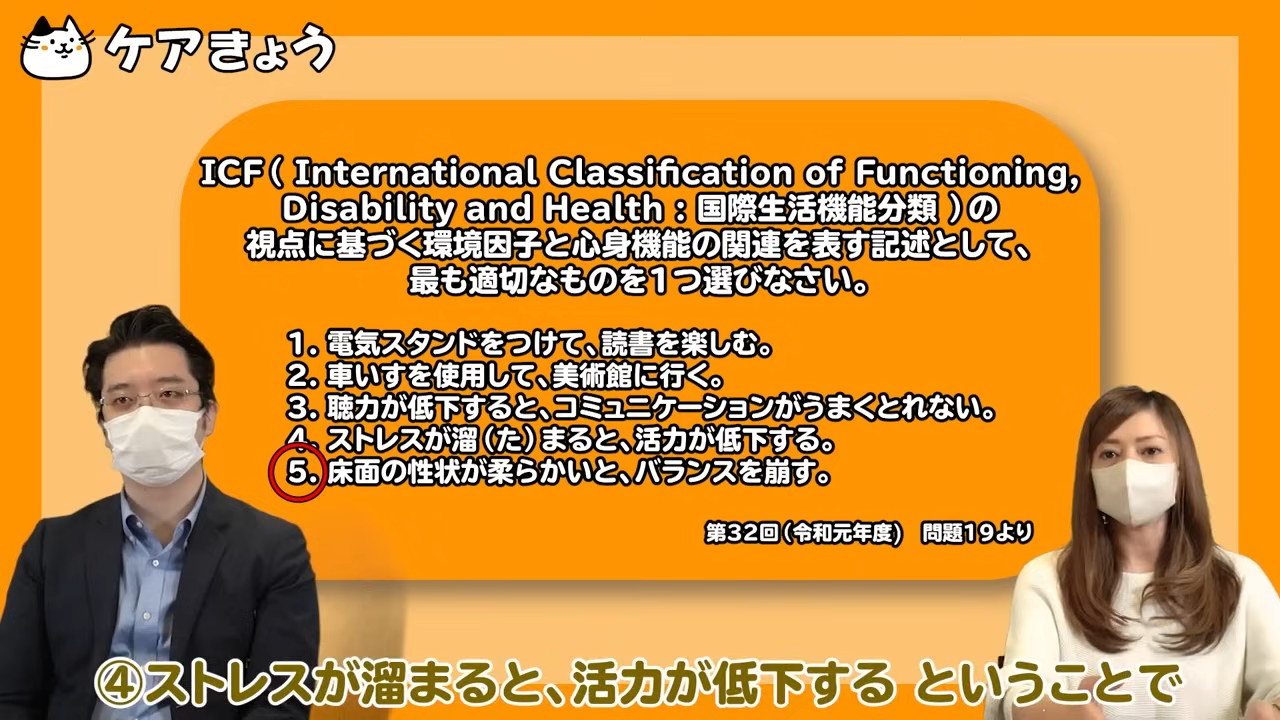 ケアきょう
ICF( International Classification of Functioning,
Disability and Health : 国際生活機能分類 )の
視点に基づく環境因子と心身機能の関連を表す記述として、
最も適切なものを1つ選びなさい。
1. 電気スタンドをつけて、読書を楽しむ。
2. 車いすを使用して、美術館に行く。
3. 聴力が低下すると、コミュニケーションがうまくとれない。
4. ストレスが溜(た)まると、活力が低下する。
5. 床面の性状が柔らかいと、バランスを崩す。
第32回(令和元年度) 問題19より
④ストレスが溜まると、活力が低下する ということで